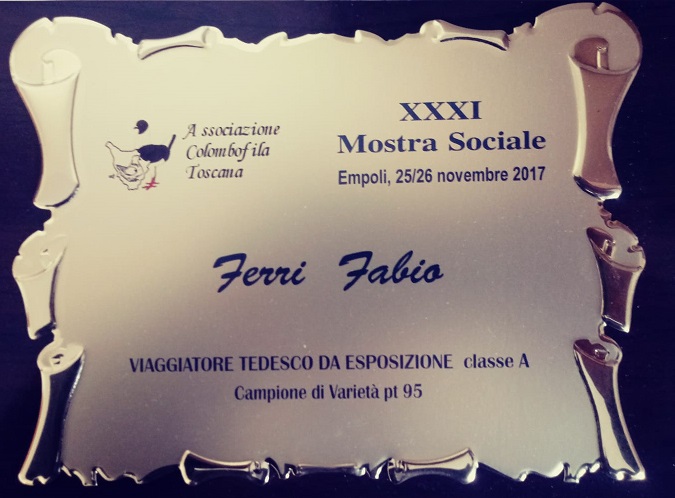 Associazione
Colombofila
Toscana
XXXI
Mostra Sociale
Empoli, 25/26 novembre 2017
Ferri Fabio
VIAGGIATORE TEDESCO DA ESPOSIZIONE classe A
Campione di Varietà pt 95